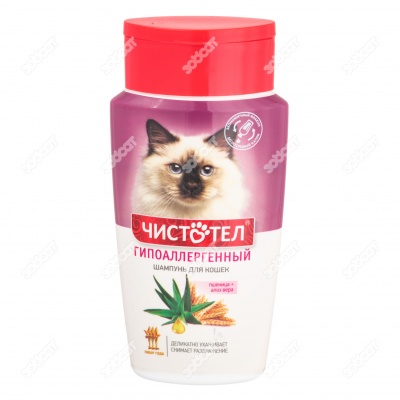 ЧИСТОТЕЛ
ГИПОАЛЛЕРГЕННЫЙ
ШАМПУНЬ ДЛЯ КОШЕК
пшеница +
алоэ вера
ДЕЛИКАТНО УХАЖИВАЕТ
СНИМАЕТ РАЗДРАЖЕНИЕ